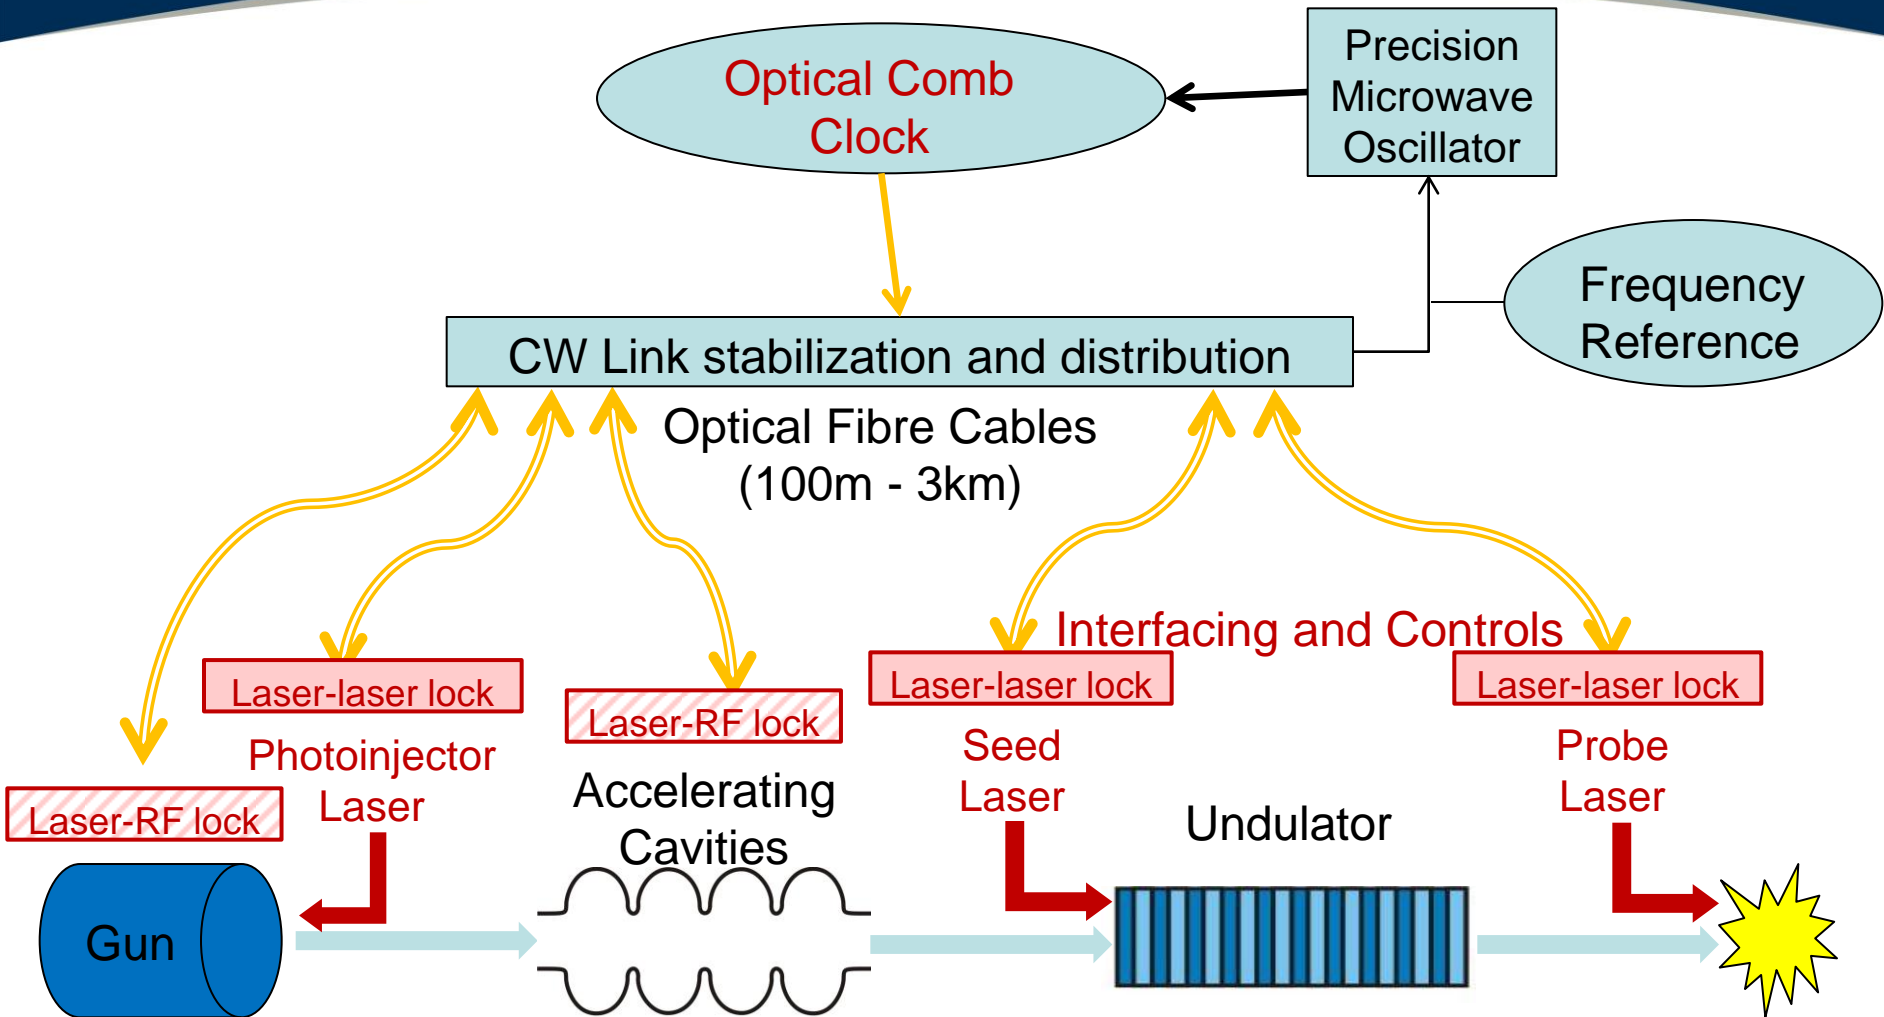 Optical Comb
Clock
Precision
Microwave
Oscillator
Frequency
Reference
CW Link stabilization and distribution
Optical Fibre Cables
(100m - 3km)
Interfacing and Controls
Laser-laser lock
Laser-RF lock
Laser-laser lock
Laser-laser lock
Photoinjector
Laser
Seed
Laser
Probe
Laser
Laser-RF lock
Accelerating
Cavities
Undulator
Gun